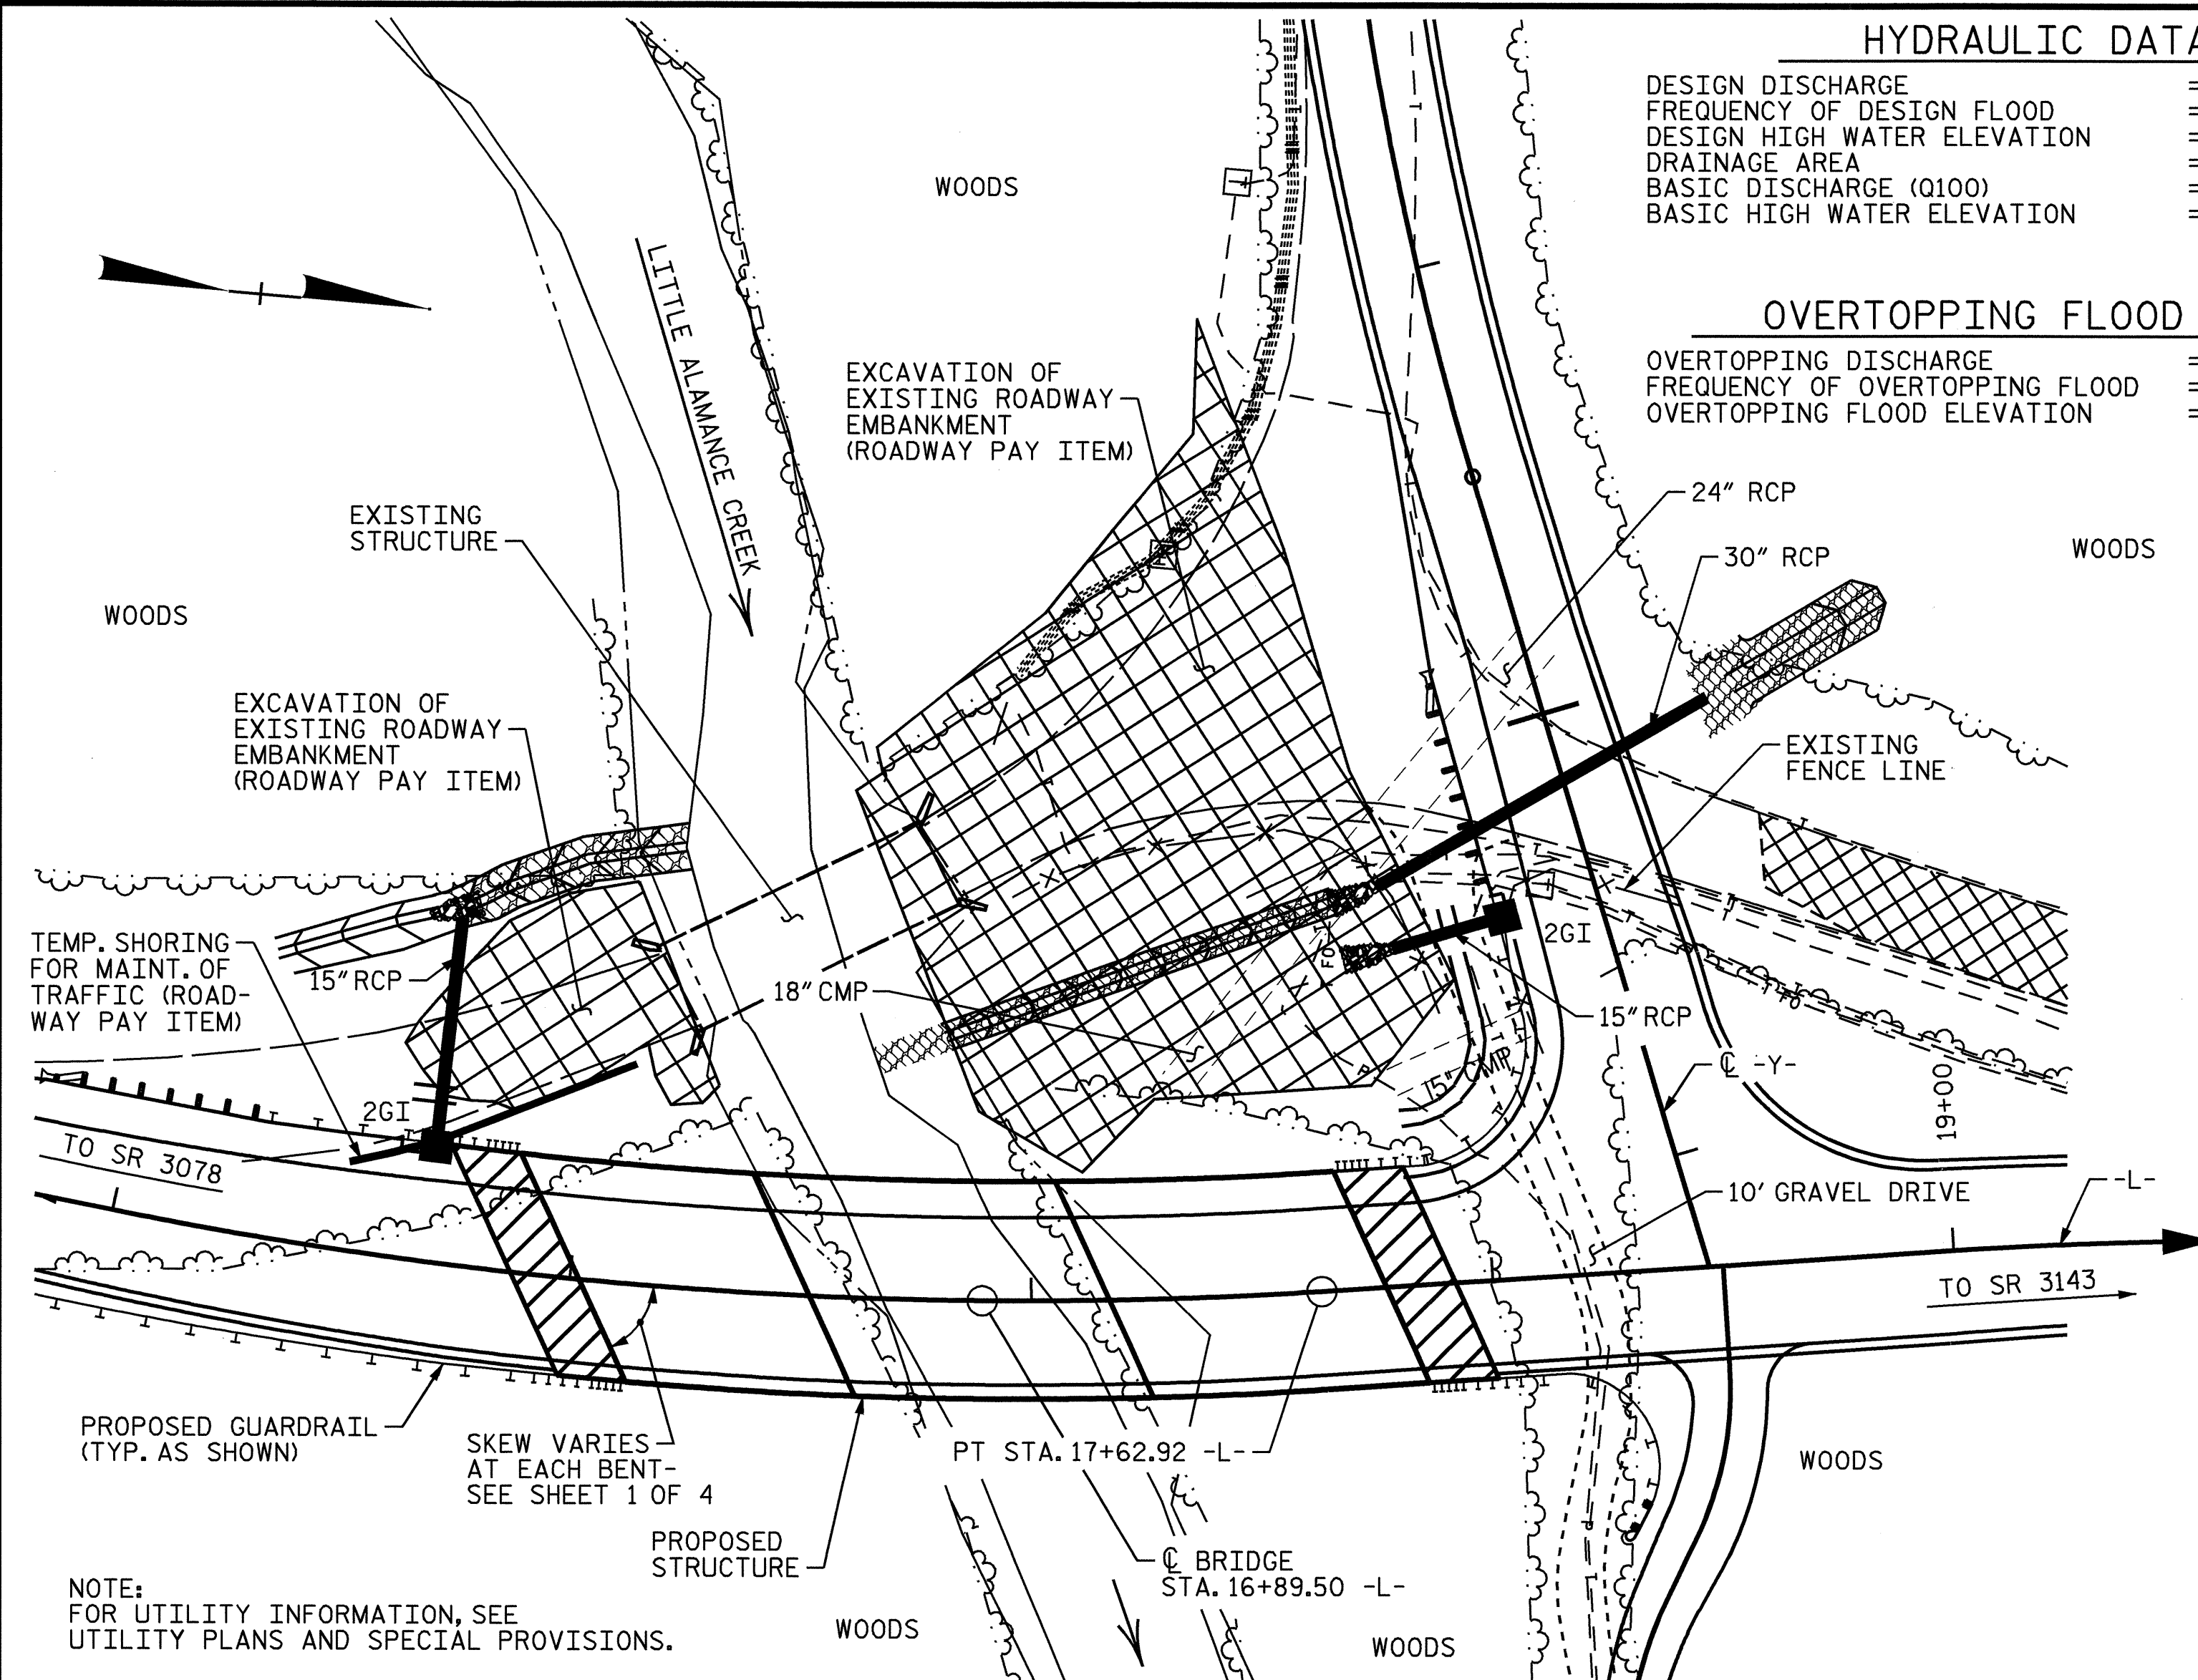 HYDRAULIC DATA
DESIGN DISCHARGE =
FREQUENCY OF DESIGN FLOOD =
DESIGN HIGH WATER ELEVATION =
DRAINAGE AREA =
BASIC DISCHARGE (Q100) =
BASIC HIGH WATER ELEVATION =
OVERTOPPING FLOOD
OVERTOPPING DISCHARGE =
FREQUENCY OF OVERTOPPING FLOOD =
OVERTOPPING FLOOD ELEVATION =
WOODS
LITTLE ALAMANCE CREEK
EXCAVATION OF
EXISTING ROADWAY
EMBANKMENT
(ROADWAY PAY ITEM)
EXISTING
STRUCTURE
24" RCP
30" RCP
WOODS
WOODS
EXCAVATION OF
EXISTING ROADWAY
EMBANKMENT
(ROADWAY PAY ITEM)
EXISTING
FENCE LINE
TEMP. SHORING
FOR MAINT. OF
TRAFFIC (ROAD-
WAY PAY ITEM)
15" RCP
18" CMP
FO
2GI
15" RCP
FO
P
15" CMP
℄ -Y-
19+00
2GI
TO SR 3078
10' GRAVEL DRIVE
-L-
TO SR 3143
PROPOSED GUARDRAIL
(TYP. AS SHOWN)
SKEW VARIES
AT EACH BENT-
SEE SHEET 1 OF 4
PT STA. 17+62.92 -L-
WOODS
PROPOSED
STRUCTURE
℄ BRIDGE
STA. 16+89.50 -L-
NOTE:
FOR UTILITY INFORMATION, SEE
UTILITY PLANS AND SPECIAL PROVISIONS.
WOODS
WOODS